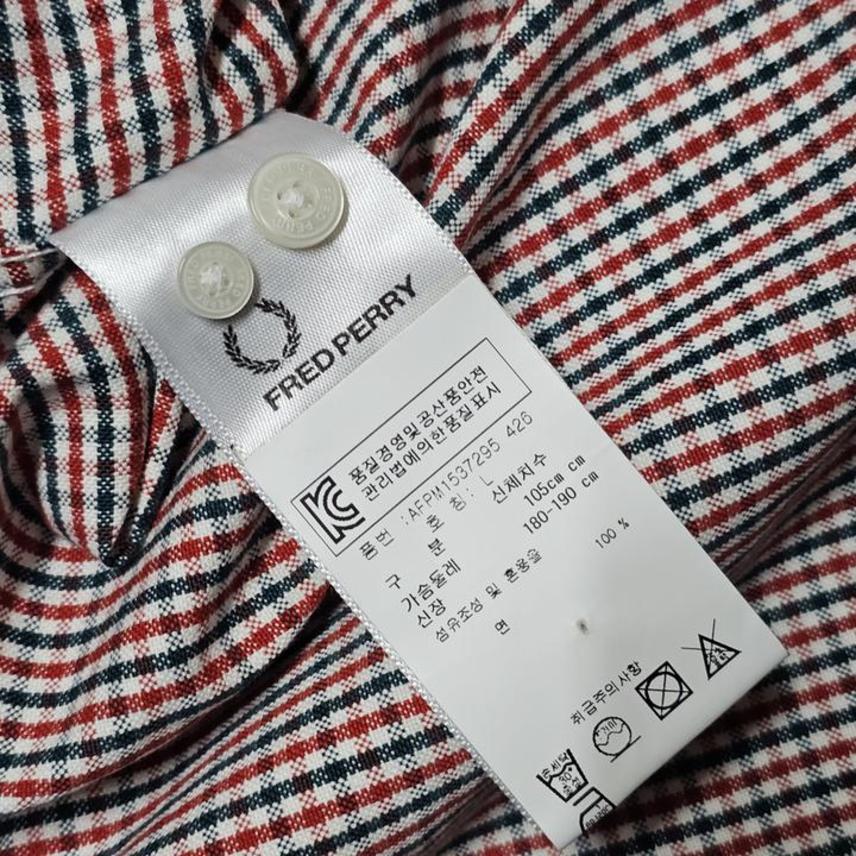 FRED PERRY
품질경영및공산품안전
관리법에의한품질표시
품번 :AFPM1537295 426
호 칭 : L
구 분 신체치수
가슴둘레 105cm cm
신장 180-190 cm
섬유조성 및 혼용율
면 100 %
취급주의사항